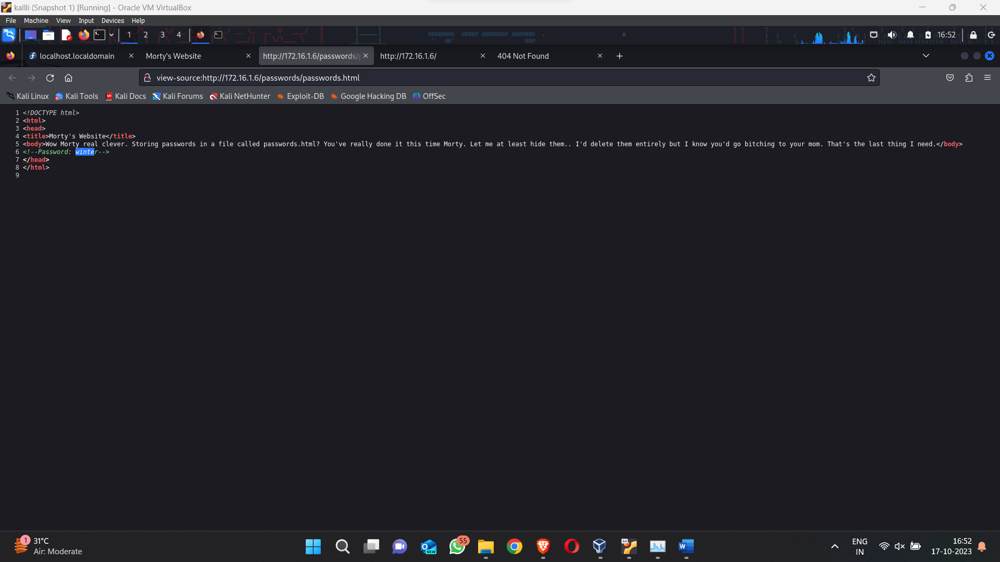 kallli (Snapshot 1) [Running] - Oracle VM VirtualBox
File Machine View Input Devices Help
1 2 3 4 16:52
localhost.localdomain Morty's Website http://172.16.1.6/passwords/ http://172.16.1.6/ 404 Not Found
view-source:http://172.16.1.6/passwords/passwords.html
Kali Linux Kali Tools Kali Docs Kali Forums Kali NetHunter Exploit-DB Google Hacking DB OffSec
1 <!DOCTYPE html>
2 <html>
3 <head>
4 <title>Morty's Website</title>
5 <body>Wow Morty real clever. Storing passwords in a file called passwords.html? You've really done it this time Morty. Let me at least hide them.. I'd delete them entirely but I know you'd go bitching to your mom. That's the last thing I need.</body>
6 <!--Password: winter-->
7 </head>
8 </html>
9
1 31°C
Air: Moderate
NEW
55
64
ENG
IN
16:52
17-10-2023